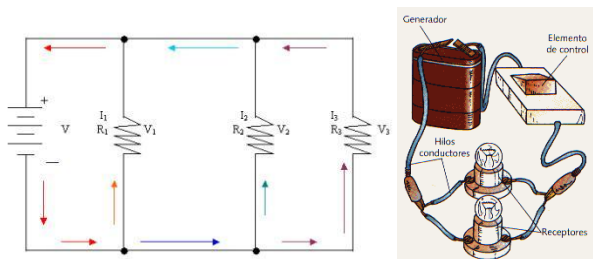 +
V
−
I1
R1
V1
I2
R2
V2
I3
R3
V3
Generador
Elemento
de control
Hilos
conductores
Receptores